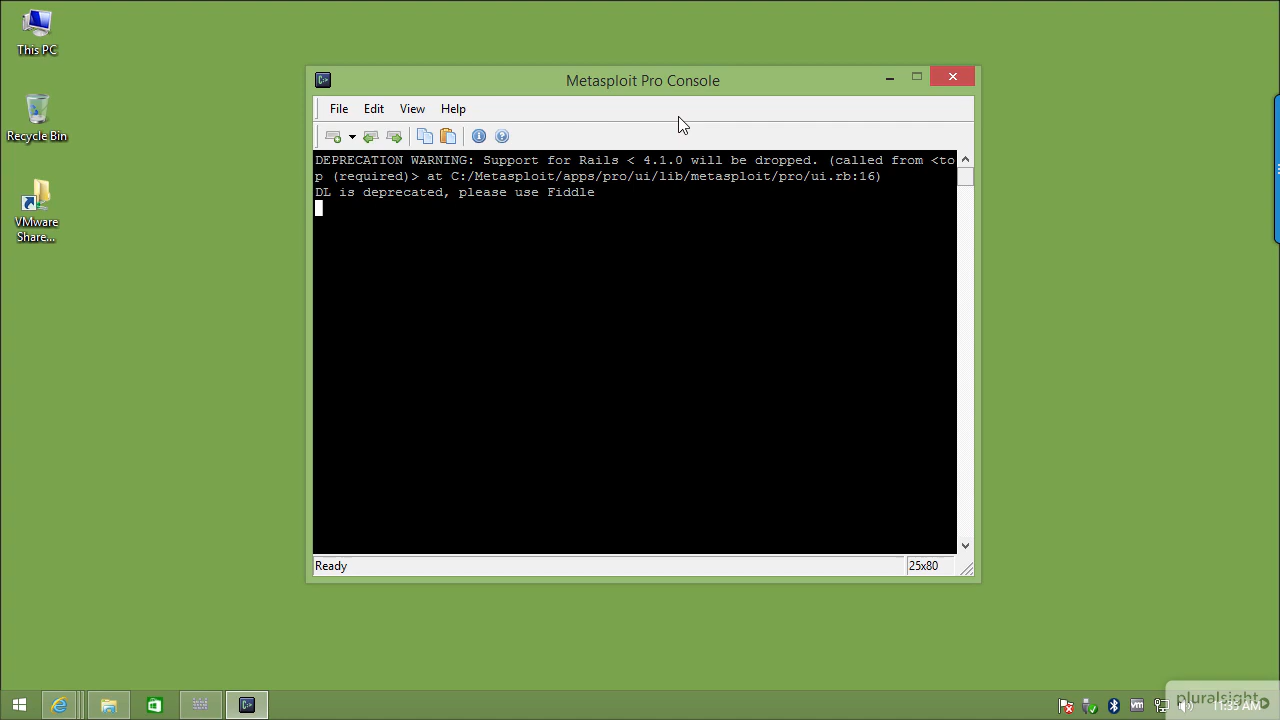 This PC
Recycle Bin
VMware
Share...
Metasploit Pro Console
File Edit View Help
DEPRECATION WARNING: Support for Rails < 4.1.0 will be dropped. (called from <to
p (required)> at C:/Metasploit/apps/pro/ui/lib/metasploit/pro/ui.rb:16)
DL is deprecated, please use Fiddle
Ready 25x80
pluralsight
11:35 AM